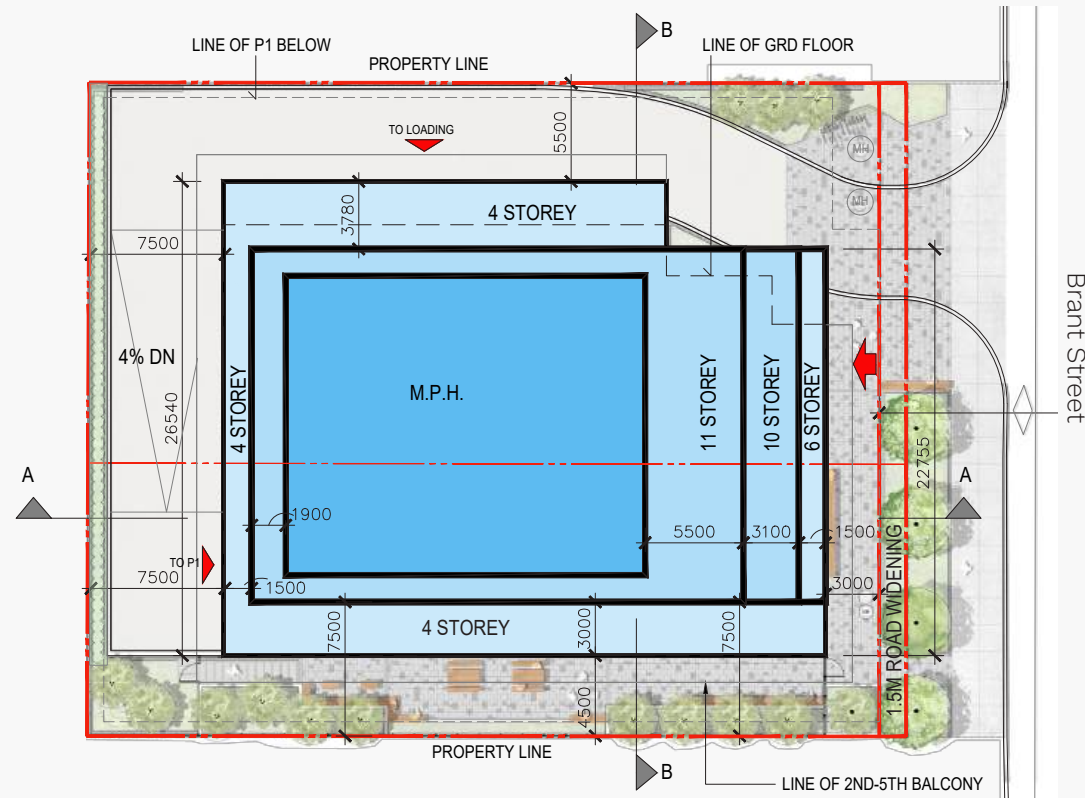 B
LINE OF P1 BELOW
LINE OF GRD FLOOR
PROPERTY LINE
TO LOADING
5500
MH
MH
3780
4 STOREY
7500
Brant Street
4% DN
26540
4 STOREY
M.P.H.
11 STOREY
10 STOREY
6 STOREY
22755
A
A
1900
5500
3100
1500
TO P1
7500
1500
3000
7500
4 STOREY
3000
7500
1.5M ROAD WIDENING
4500
PROPERTY LINE
B
LINE OF 2ND-5TH BALCONY